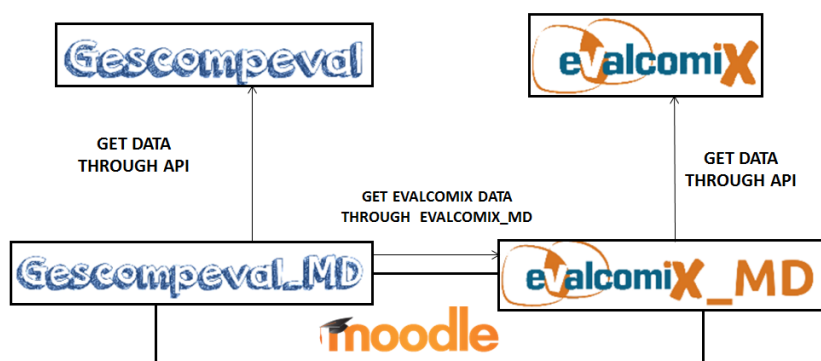 Gescompeval
evalcomiX
GET DATA
THROUGH API
GET DATA
THROUGH API
GET EVALCOMIX DATA
THROUGH EVALCOMIX_MD
Gescompeval_MD
evalcomiX_MD
moodle